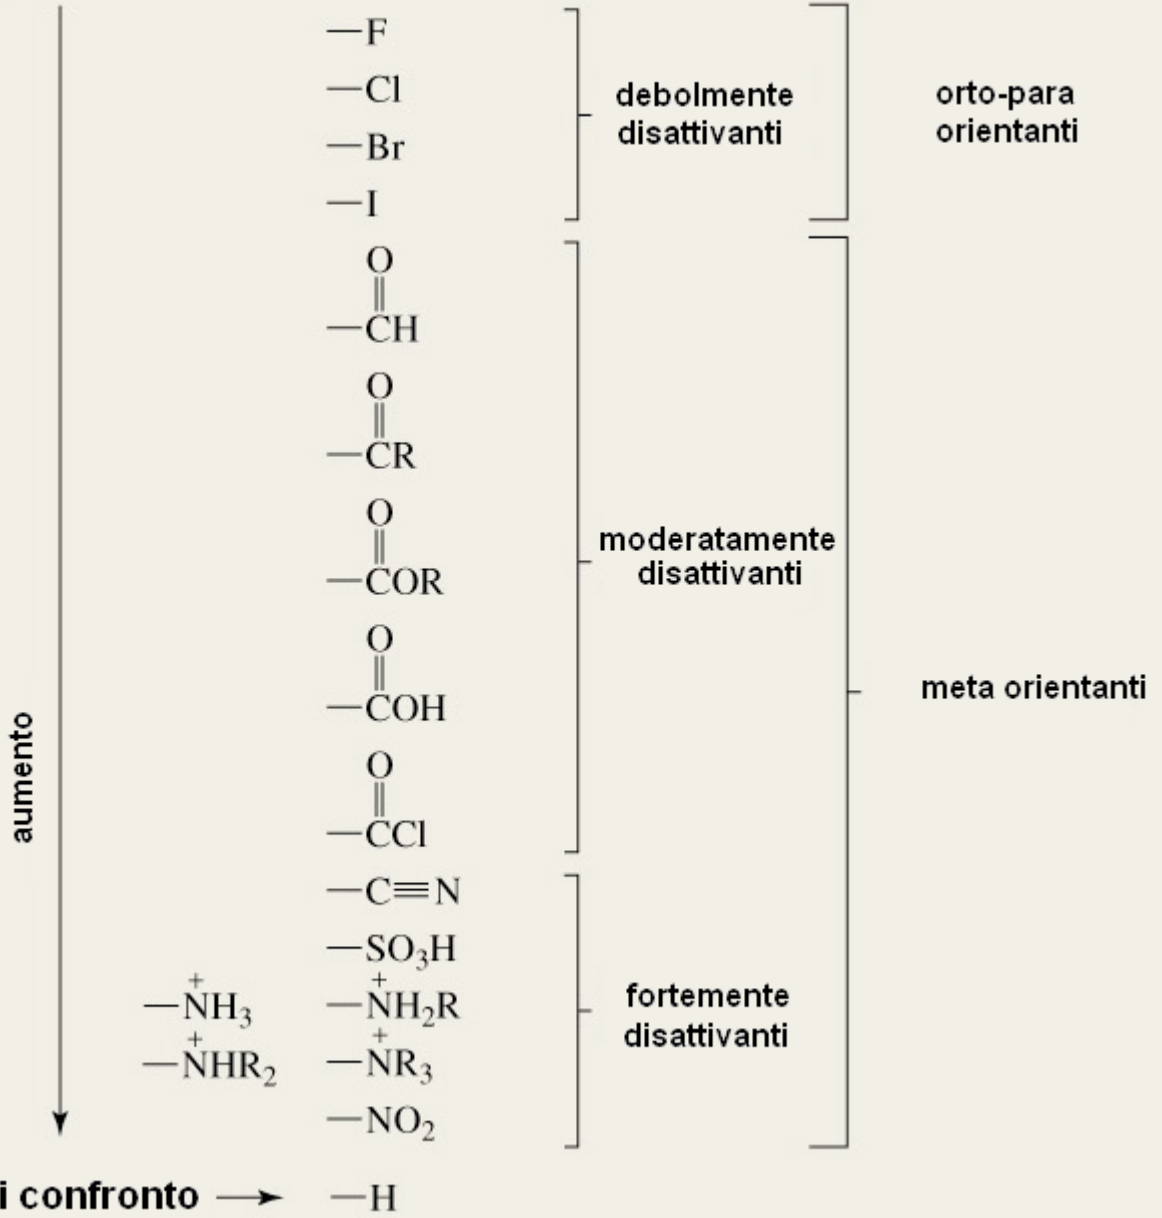 —F
—Cl
—Br
—I
debolmente
disattivanti
orto-para
orientanti
O
—CH
O
—CR
O
—COR
O
—COH
O
—CCl
moderatamente
disattivanti
meta orientanti
aumento
—C≡N
—SO₃H
+ +
—NH₃ —NH₂R
+ +
—NHR₂ —NR₃
—NO₂
fortemente
disattivanti
i confronto → —H